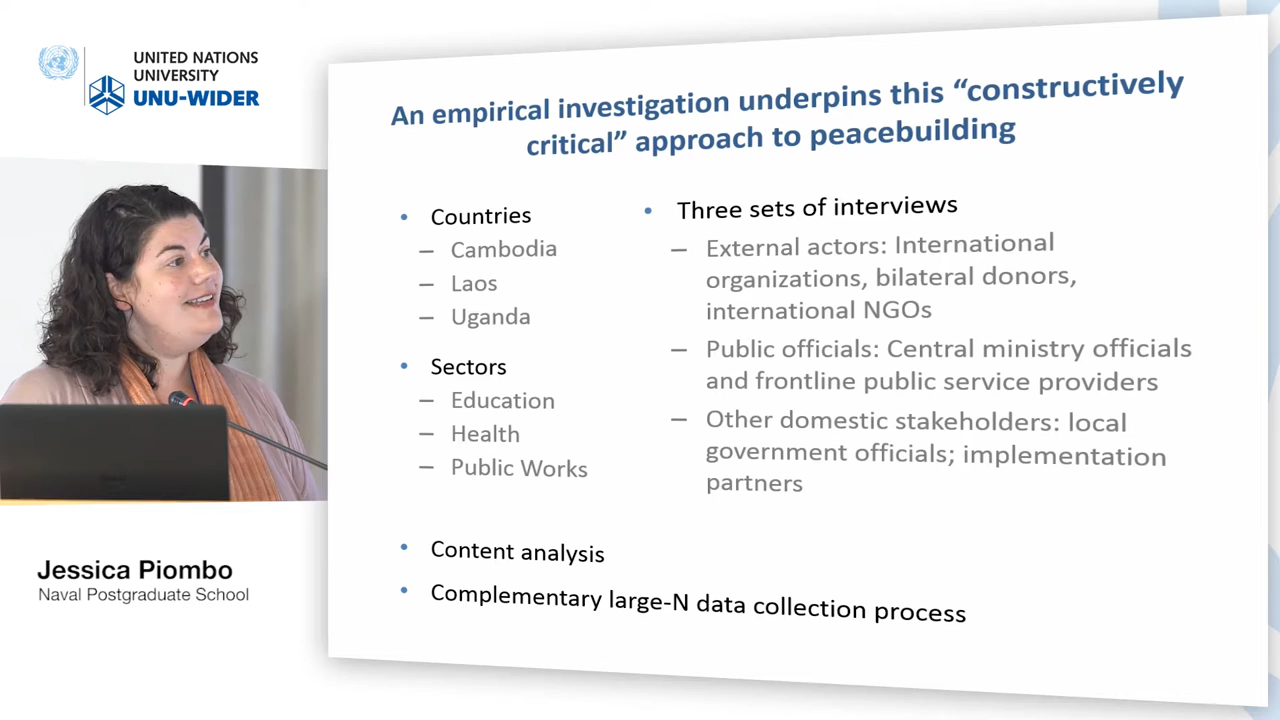 UNITED NATIONS
UNIVERSITY
UNU-WIDER
An empirical investigation underpins this “constructively
critical” approach to peacebuilding
• Countries
– Cambodia
– Laos
– Uganda
• Sectors
– Education
– Health
– Public Works
• Three sets of interviews
– External actors: International
organizations, bilateral donors,
international NGOs
– Public officials: Central ministry officials
and frontline public service providers
– Other domestic stakeholders: local
government officials; implementation
partners
• Content analysis
• Complementary large-N data collection process
Jessica Piombo
Naval Postgraduate School